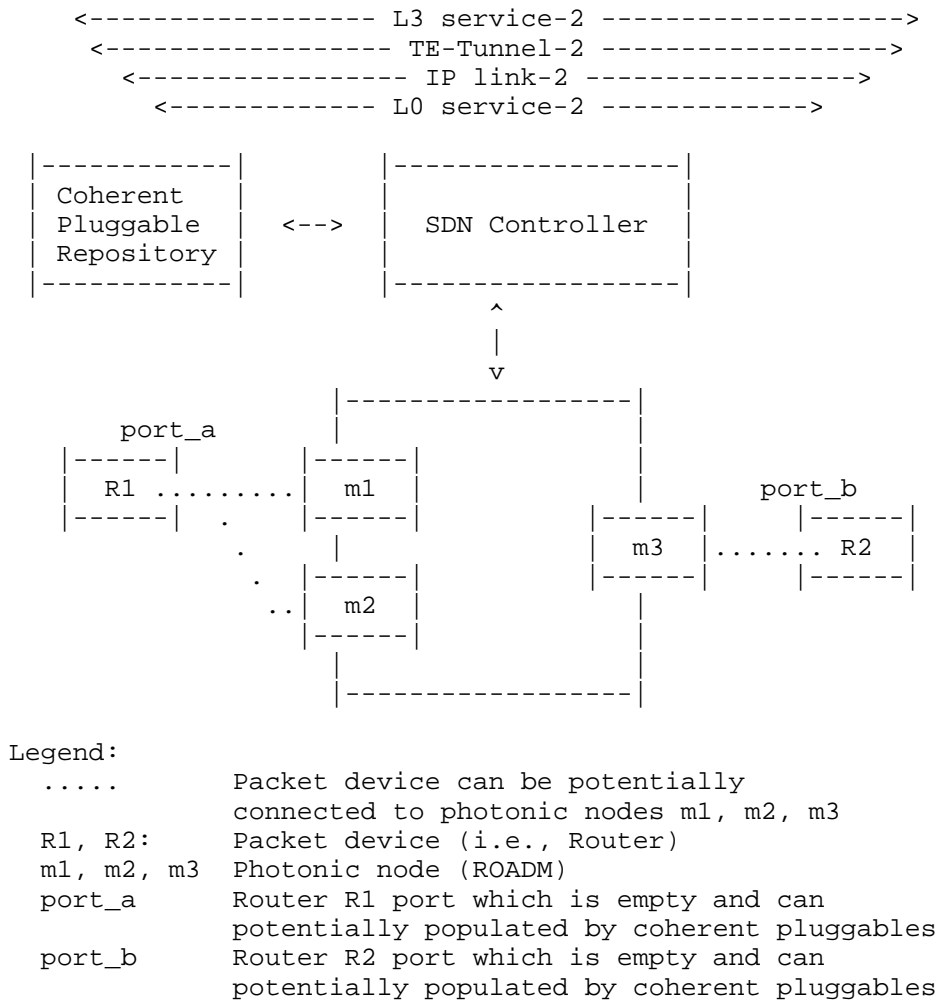 <------------------ L3 service-2 ------------------->
<------------------ TE-Tunnel-2 ------------------>
<----------------- IP link-2 ---------------->
<------------- L0 service-2 ------------->
Coherent
Pluggable <--> SDN Controller
Repository
^
v
port_a
R1 ......... m1
port_b
m3 ....... R2
m2
Legend:
..... Packet device can be potentially
connected to photonic nodes m1, m2, m3
R1, R2: Packet device (i.e., Router)
m1, m2, m3 Photonic node (ROADM)
port_a Router R1 port which is empty and can
potentially populated by coherent pluggables
port_b Router R2 port which is empty and can
potentially populated by coherent pluggables